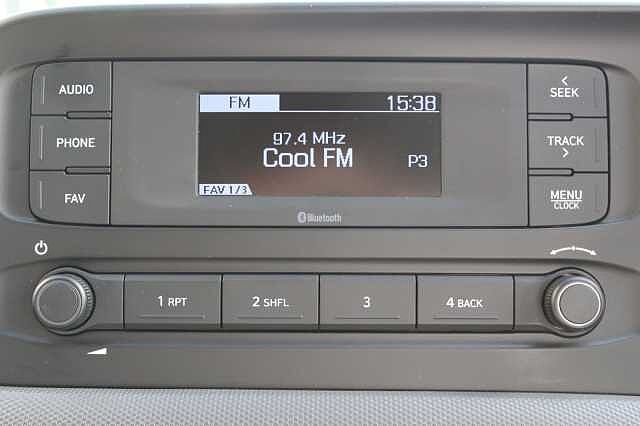 AUDIO
PHONE
FAV
FM 15:38
97.4 MHz
Cool FM P3
FAV 1/3
Bluetooth
< SEEK
TRACK >
MENU
CLOCK
1 RPT
2 SHFL
3
4 BACK